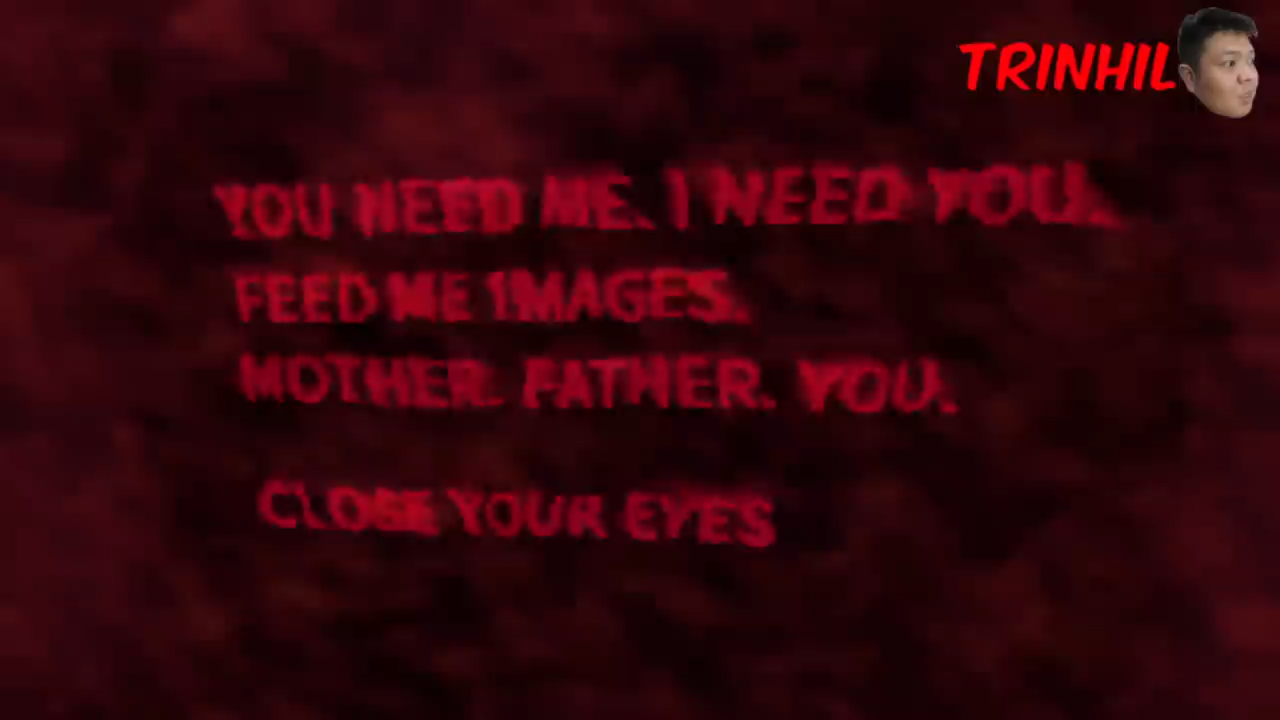 TRINHIL
YOU NEED ME. I NEED YOU.
FEED ME IMAGES.
MOTHER. FATHER. YOU.
CLOSE YOUR EYES